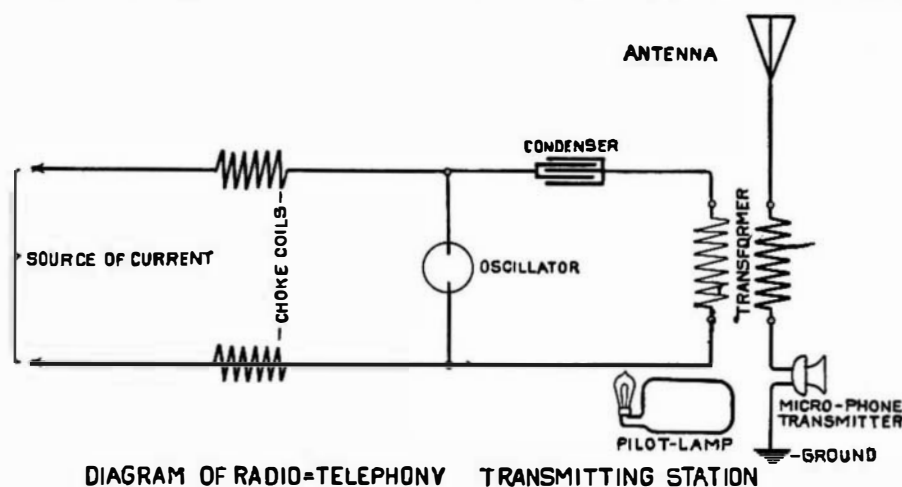 ANTENNA
CONDENSER
CHOKE COILS
SOURCE OF CURRENT
OSCILLATOR
TRANSFORMER
MICRO-PHONE
TRANSMITTER
PILOT-LAMP
-GROUND
DIAGRAM OF RADIO=TELEPHONY TRANSMITTING STATION